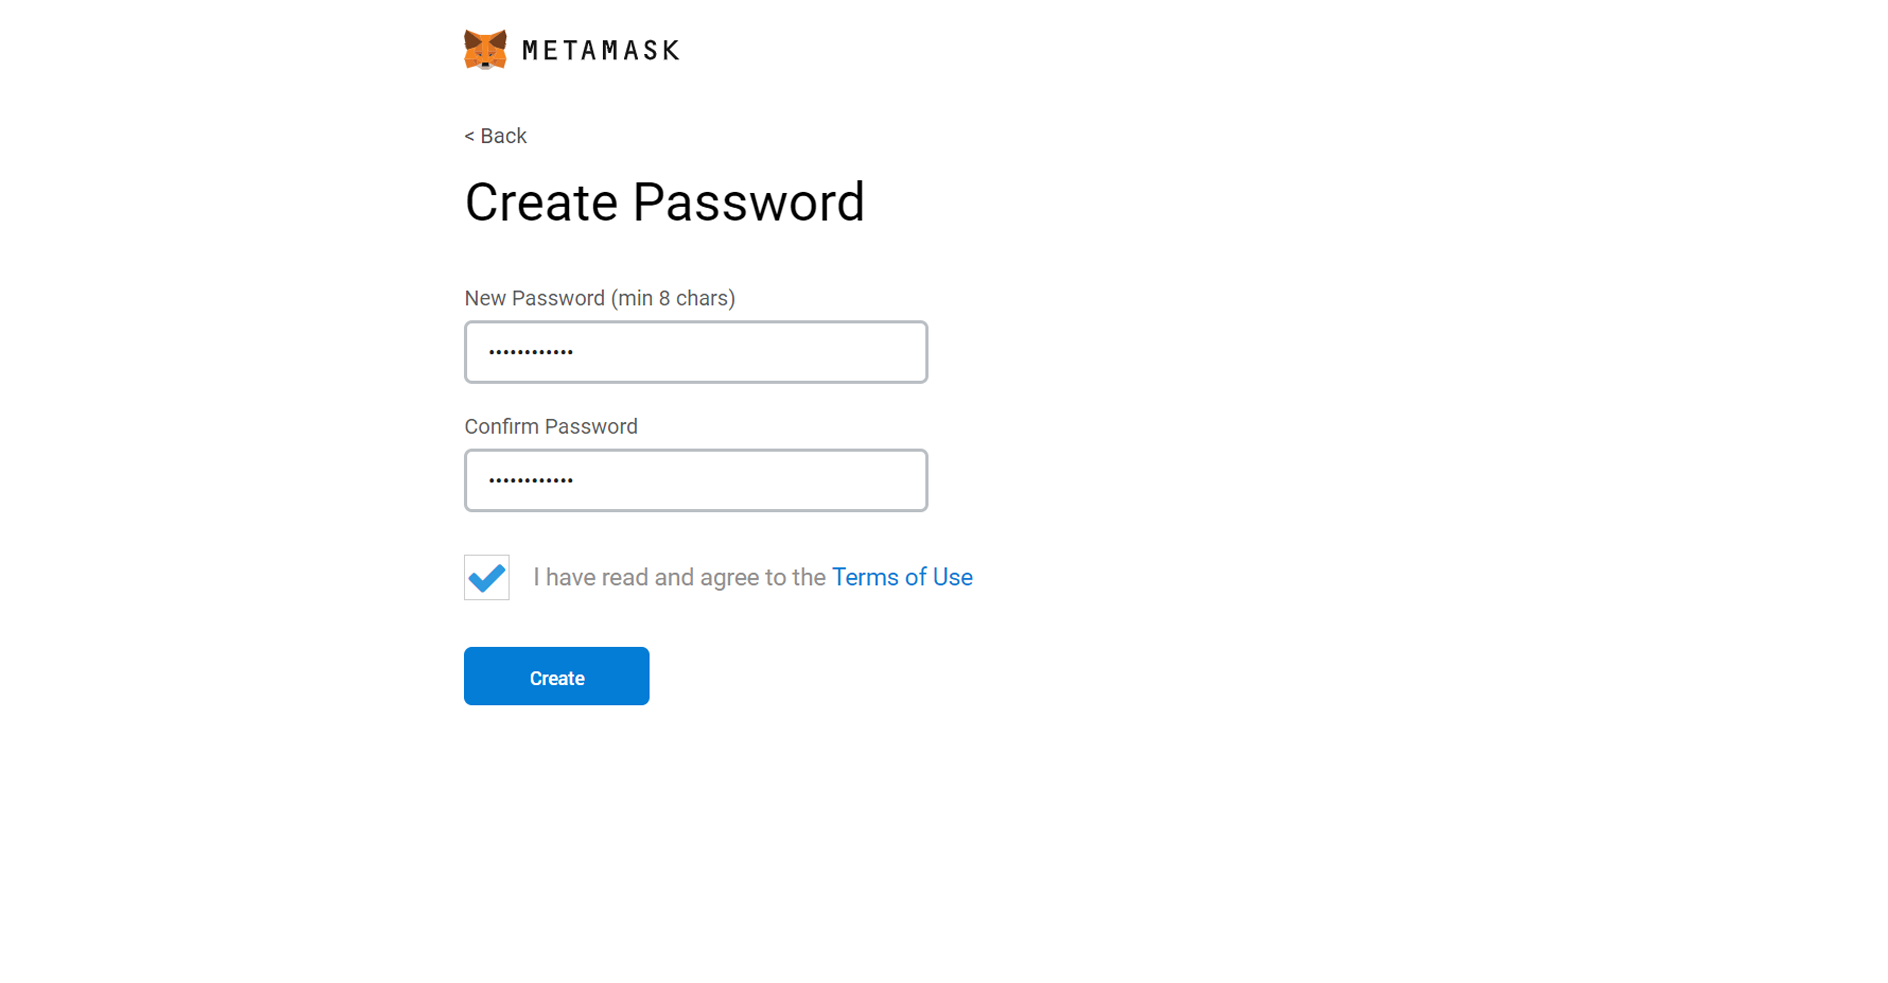 METAMASK
< Back
Create Password
New Password (min 8 chars)
••••••••••••
Confirm Password
••••••••••••
I have read and agree to the Terms of Use
Create